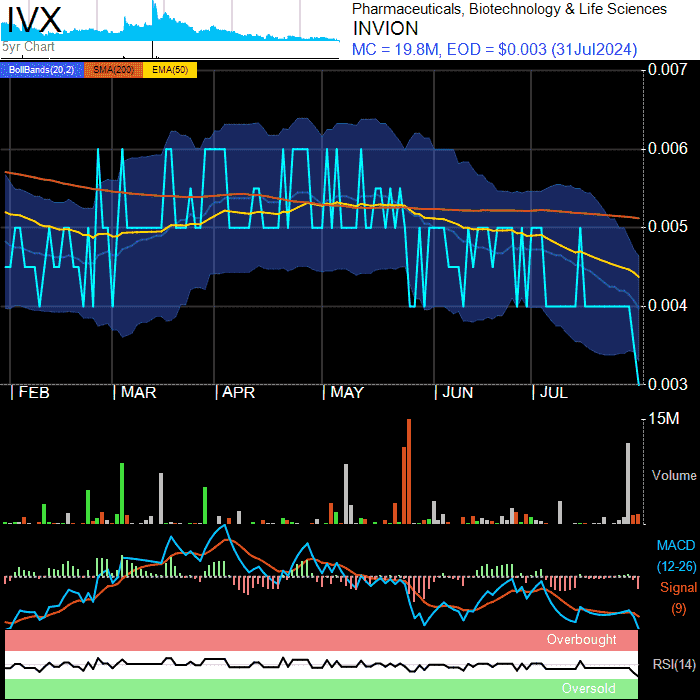 IVX
5yr Chart
Pharmaceuticals, Biotechnology & Life Sciences
INVION
MC = 19.8M, EOD = $0.003 (31Jul2024)
BollBands(20,2) SMA(200) EMA(50)
0.007
0.006
0.005
0.004
0.003
FEB MAR APR MAY JUN JUL
15M
Volume
MACD
(12-26)
Signal
(9)
Overbought
RSI(14)
Oversold